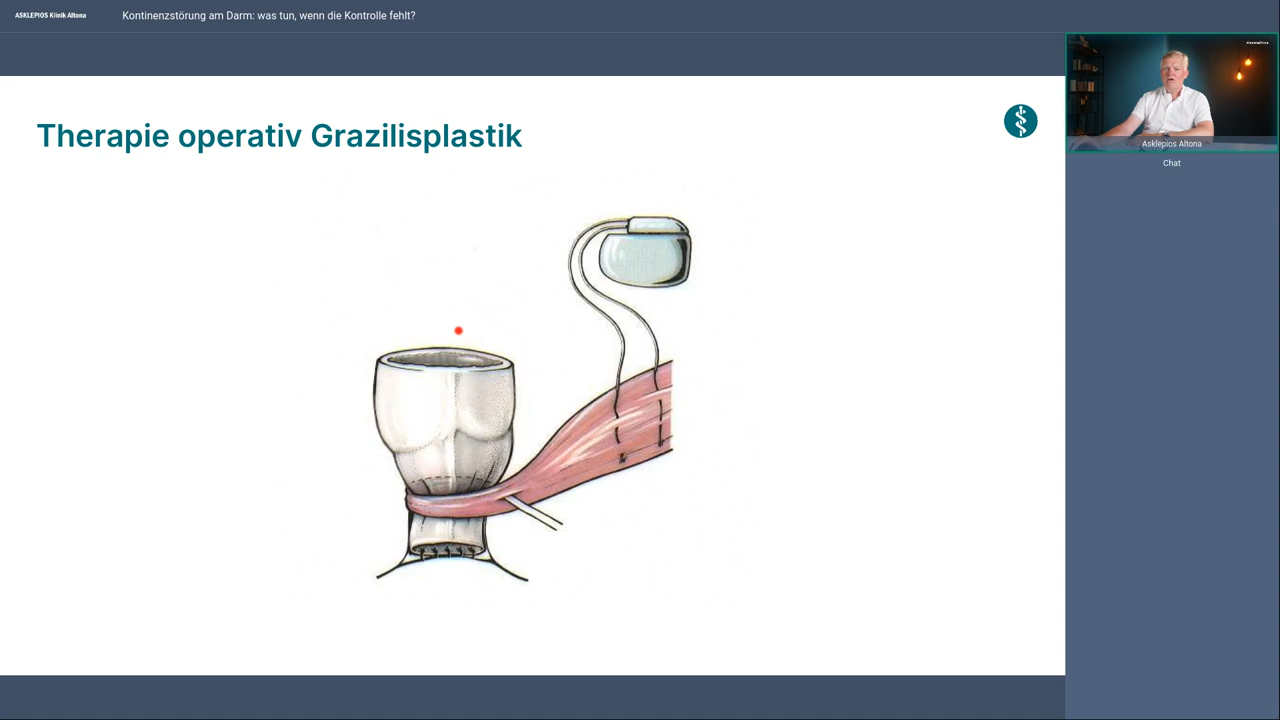 ASKLEPIOS Klinik Altona
Kontinenzstörung am Darm: was tun, wenn die Kontrolle fehlt?
Therapie operativ Grazilisplastik
Asklepios Altona
Chat